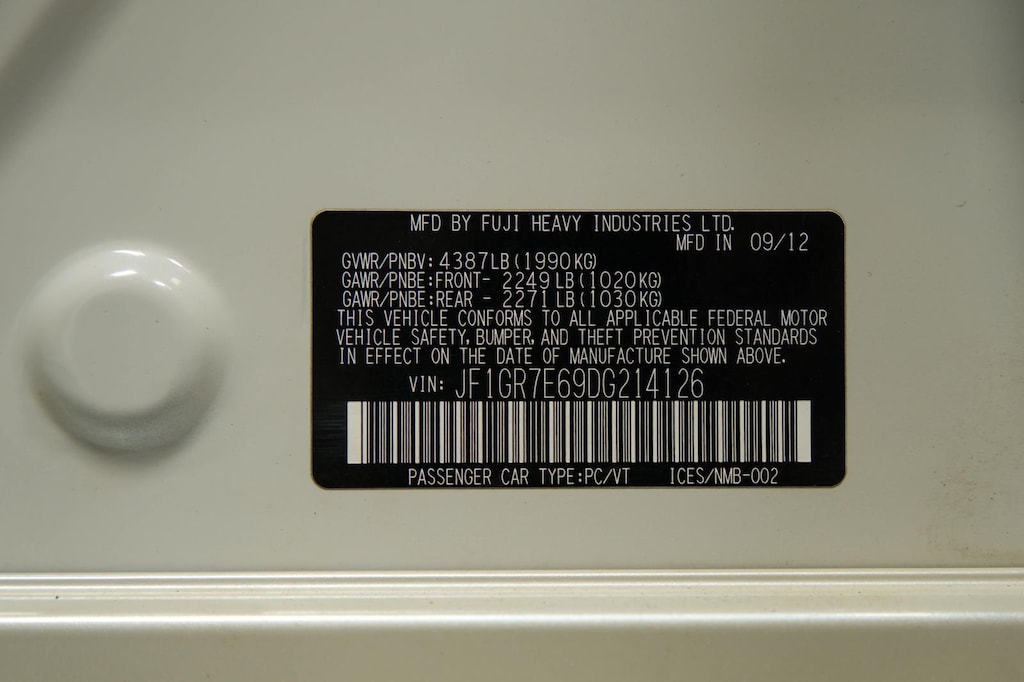 MFD BY FUJI HEAVY INDUSTRIES LTD.
MFD IN 09/12
GVWR/PNBV: 4387LB(1990KG)
GAWR/PNBE:FRONT- 2249LB(1020KG)
GAWR/PNBE:REAR - 2271LB(1030KG)
THIS VEHICLE CONFORMS TO ALL APPLICABLE FEDERAL MOTOR
VEHICLE SAFETY, BUMPER, AND THEFT PREVENTION STANDARDS
IN EFFECT ON THE DATE OF MANUFACTURE SHOWN ABOVE.
VIN: JF1GR7E69DG214126
PASSENGER CAR TYPE:PC/VT ICES/NMB-002